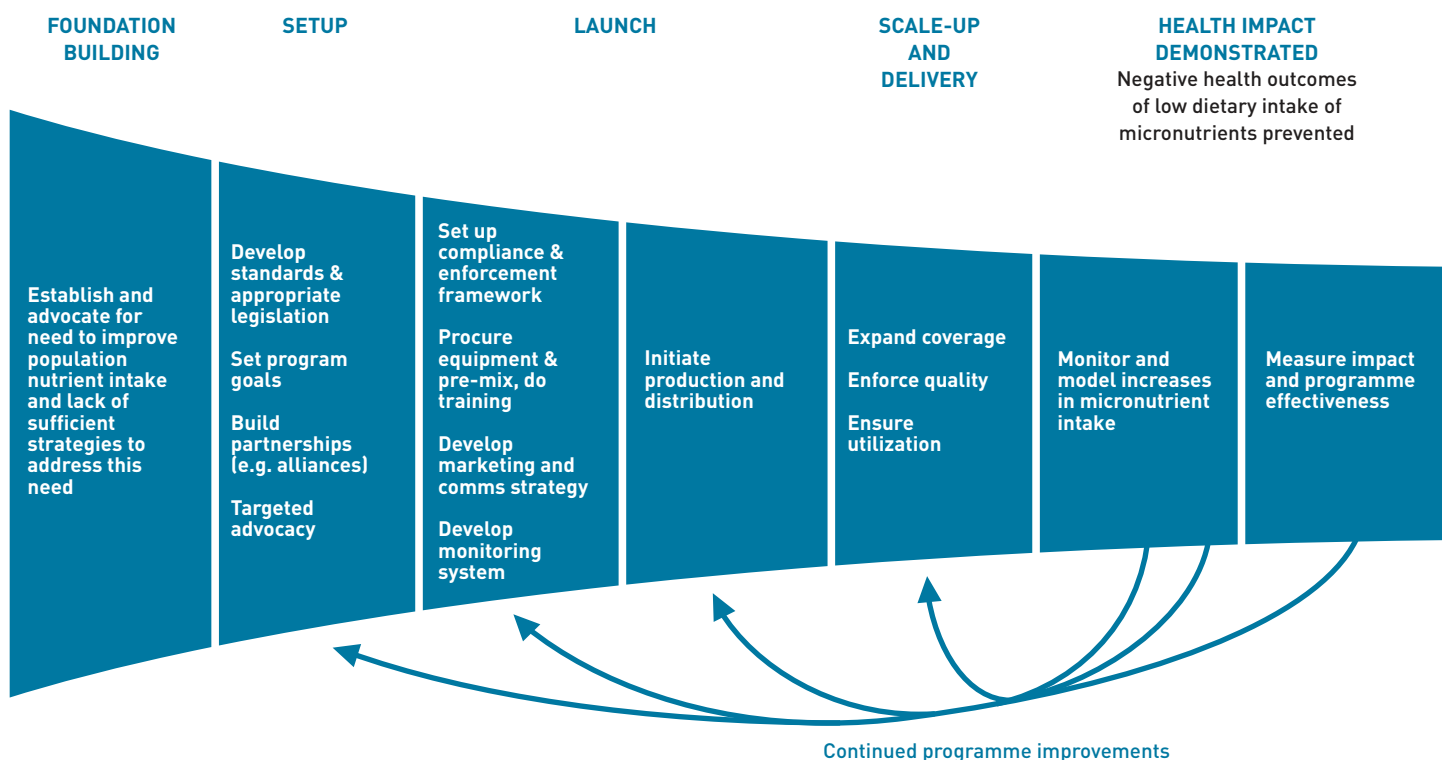 FOUNDATION
BUILDING
SETUP
LAUNCH
SCALE-UP
AND
DELIVERY
HEALTH IMPACT
DEMONSTRATED
Negative health outcomes
of low dietary intake of
micronutrients prevented
Establish and
advocate for
need to improve
population
nutrient intake
and lack of
sufficient
strategies to
address this
need
Develop
standards &
appropriate
legislation
Set program
goals
Build
partnerships
(e.g. alliances)
Targeted
advocacy
Set up
compliance &
enforcement
framework
Procure
equipment &
pre-mix, do
training
Develop
marketing and
comms strategy
Develop
monitoring
system
Initiate
production and
distribution
Expand coverage
Enforce quality
Ensure
utilization
Monitor and
model increases
in micronutrient
intake
Measure impact
and programme
effectiveness
Continued programme improvements